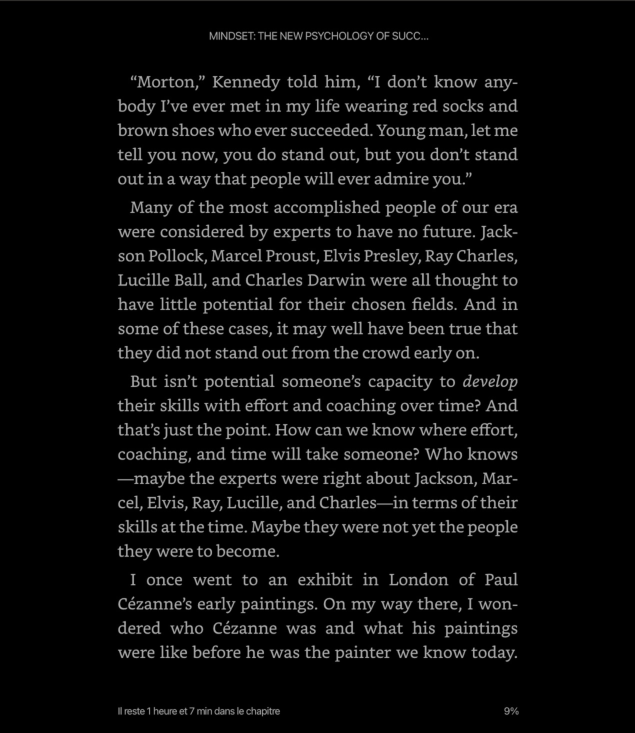 MINDSET: THE NEW PSYCHOLOGY OF SUCC...
“Morton,” Kennedy told him, “I don’t know any-
body I’ve ever met in my life wearing red socks and
brown shoes who ever succeeded. Young man, let me
tell you now, you do stand out, but you don’t stand
out in a way that people will ever admire you.”
Many of the most accomplished people of our era
were considered by experts to have no future. Jack-
son Pollock, Marcel Proust, Elvis Presley, Ray Charles,
Lucille Ball, and Charles Darwin were all thought to
have little potential for their chosen fields. And in
some of these cases, it may well have been true that
they did not stand out from the crowd early on.
But isn’t potential someone’s capacity to develop
their skills with effort and coaching over time? And
that’s just the point. How can we know where effort,
coaching, and time will take someone? Who knows
—maybe the experts were right about Jackson, Mar-
cel, Elvis, Ray, Lucille, and Charles—in terms of their
skills at the time. Maybe they were not yet the people
they were to become.
I once went to an exhibit in London of Paul
Cézanne’s early paintings. On my way there, I won-
dered who Cézanne was and what his paintings
were like before he was the painter we know today.
Il reste 1 heure et 7 min dans le chapitre
9%